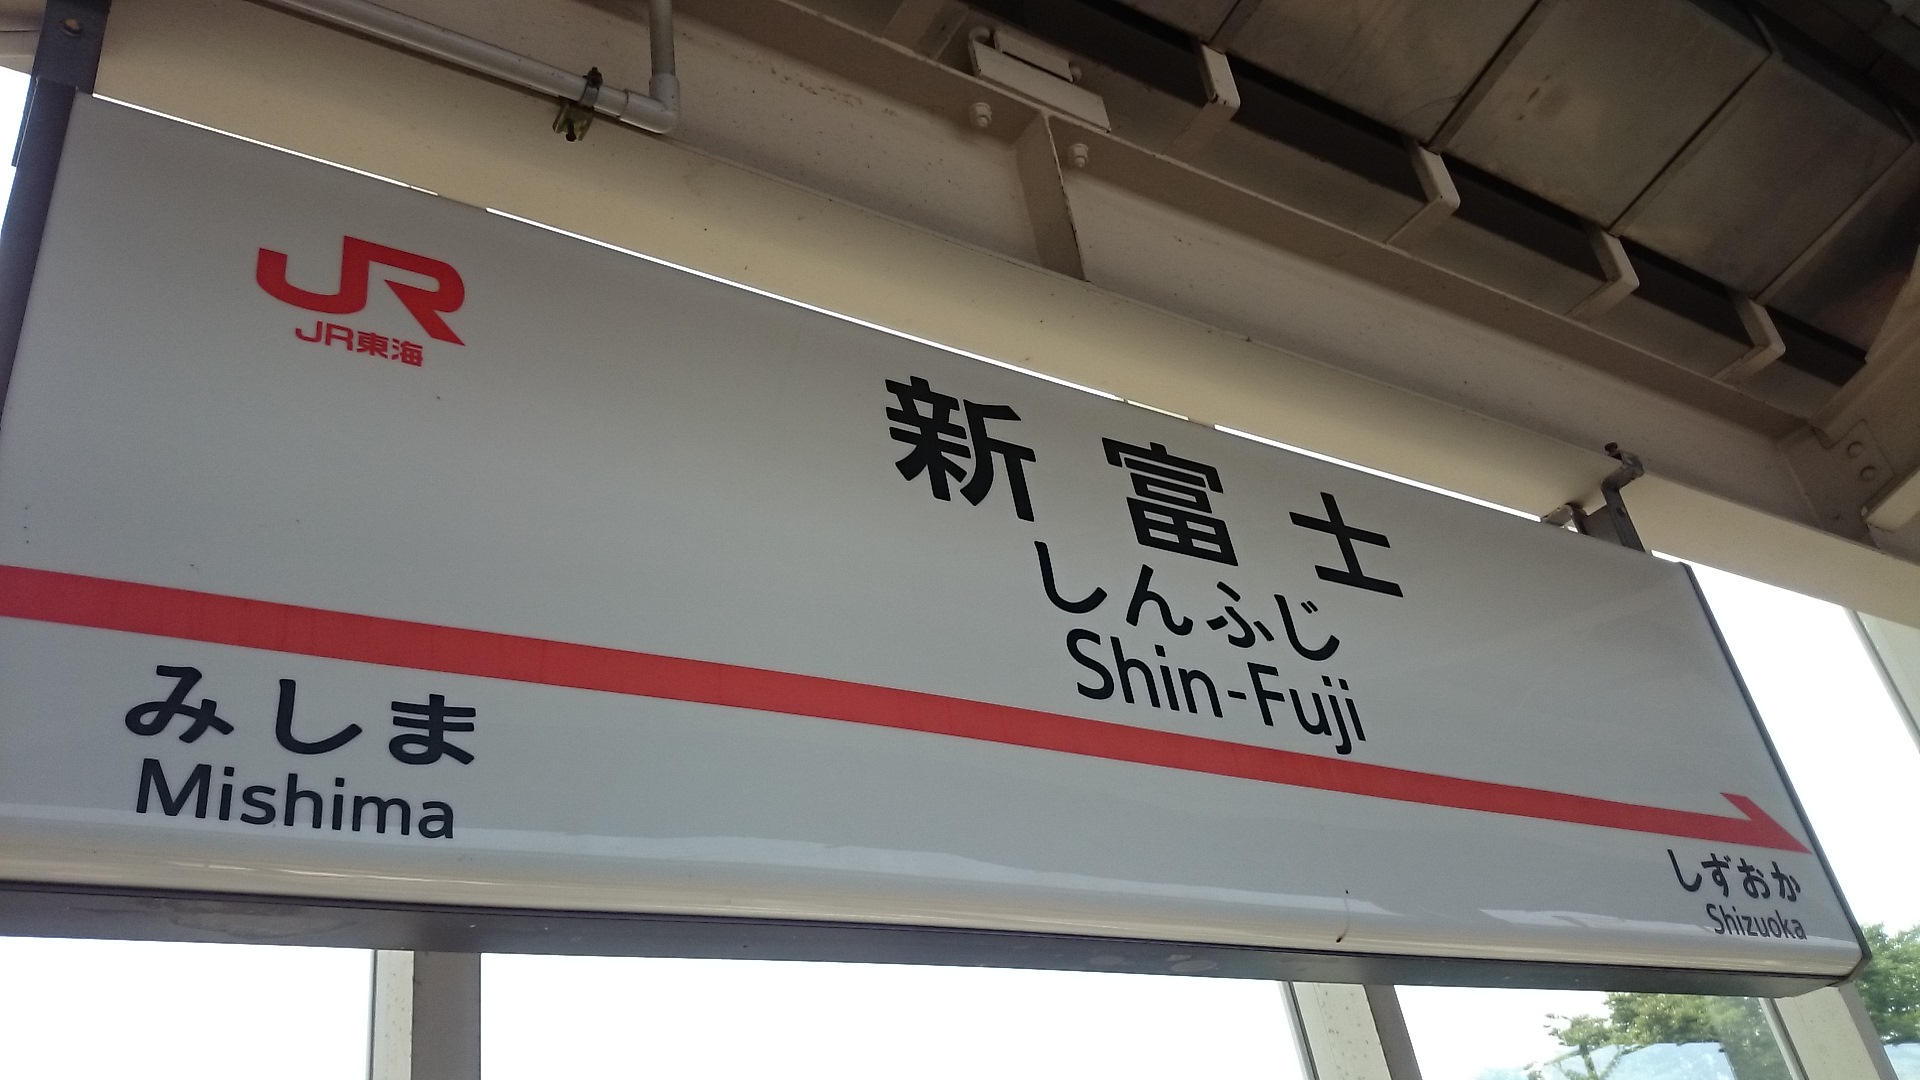 JR
JR東海
新富士
しんふじ
Shin-Fuji
みしま
Mishima
しずおか
Shizuoka